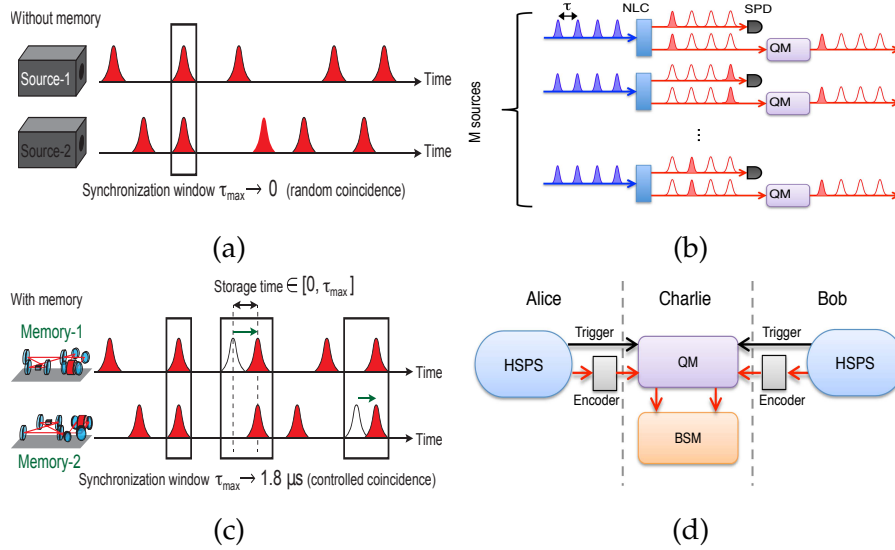 Without memory
Source-1
Time
Source-2
Time
Synchronization window τmax → 0 (random coincidence)
(a)
M sources
τ
NLC
SPD
QM
QM
⋮
QM
(b)
With memory
Storage time ∈ [0, τmax]
Memory-1
Time
Memory-2
Time
Synchronization window τmax → 1.8 μs (controlled coincidence)
(c)
Alice
Charlie
Bob
HSPS
Trigger
QM
Trigger
HSPS
Encoder
Encoder
BSM
(d)